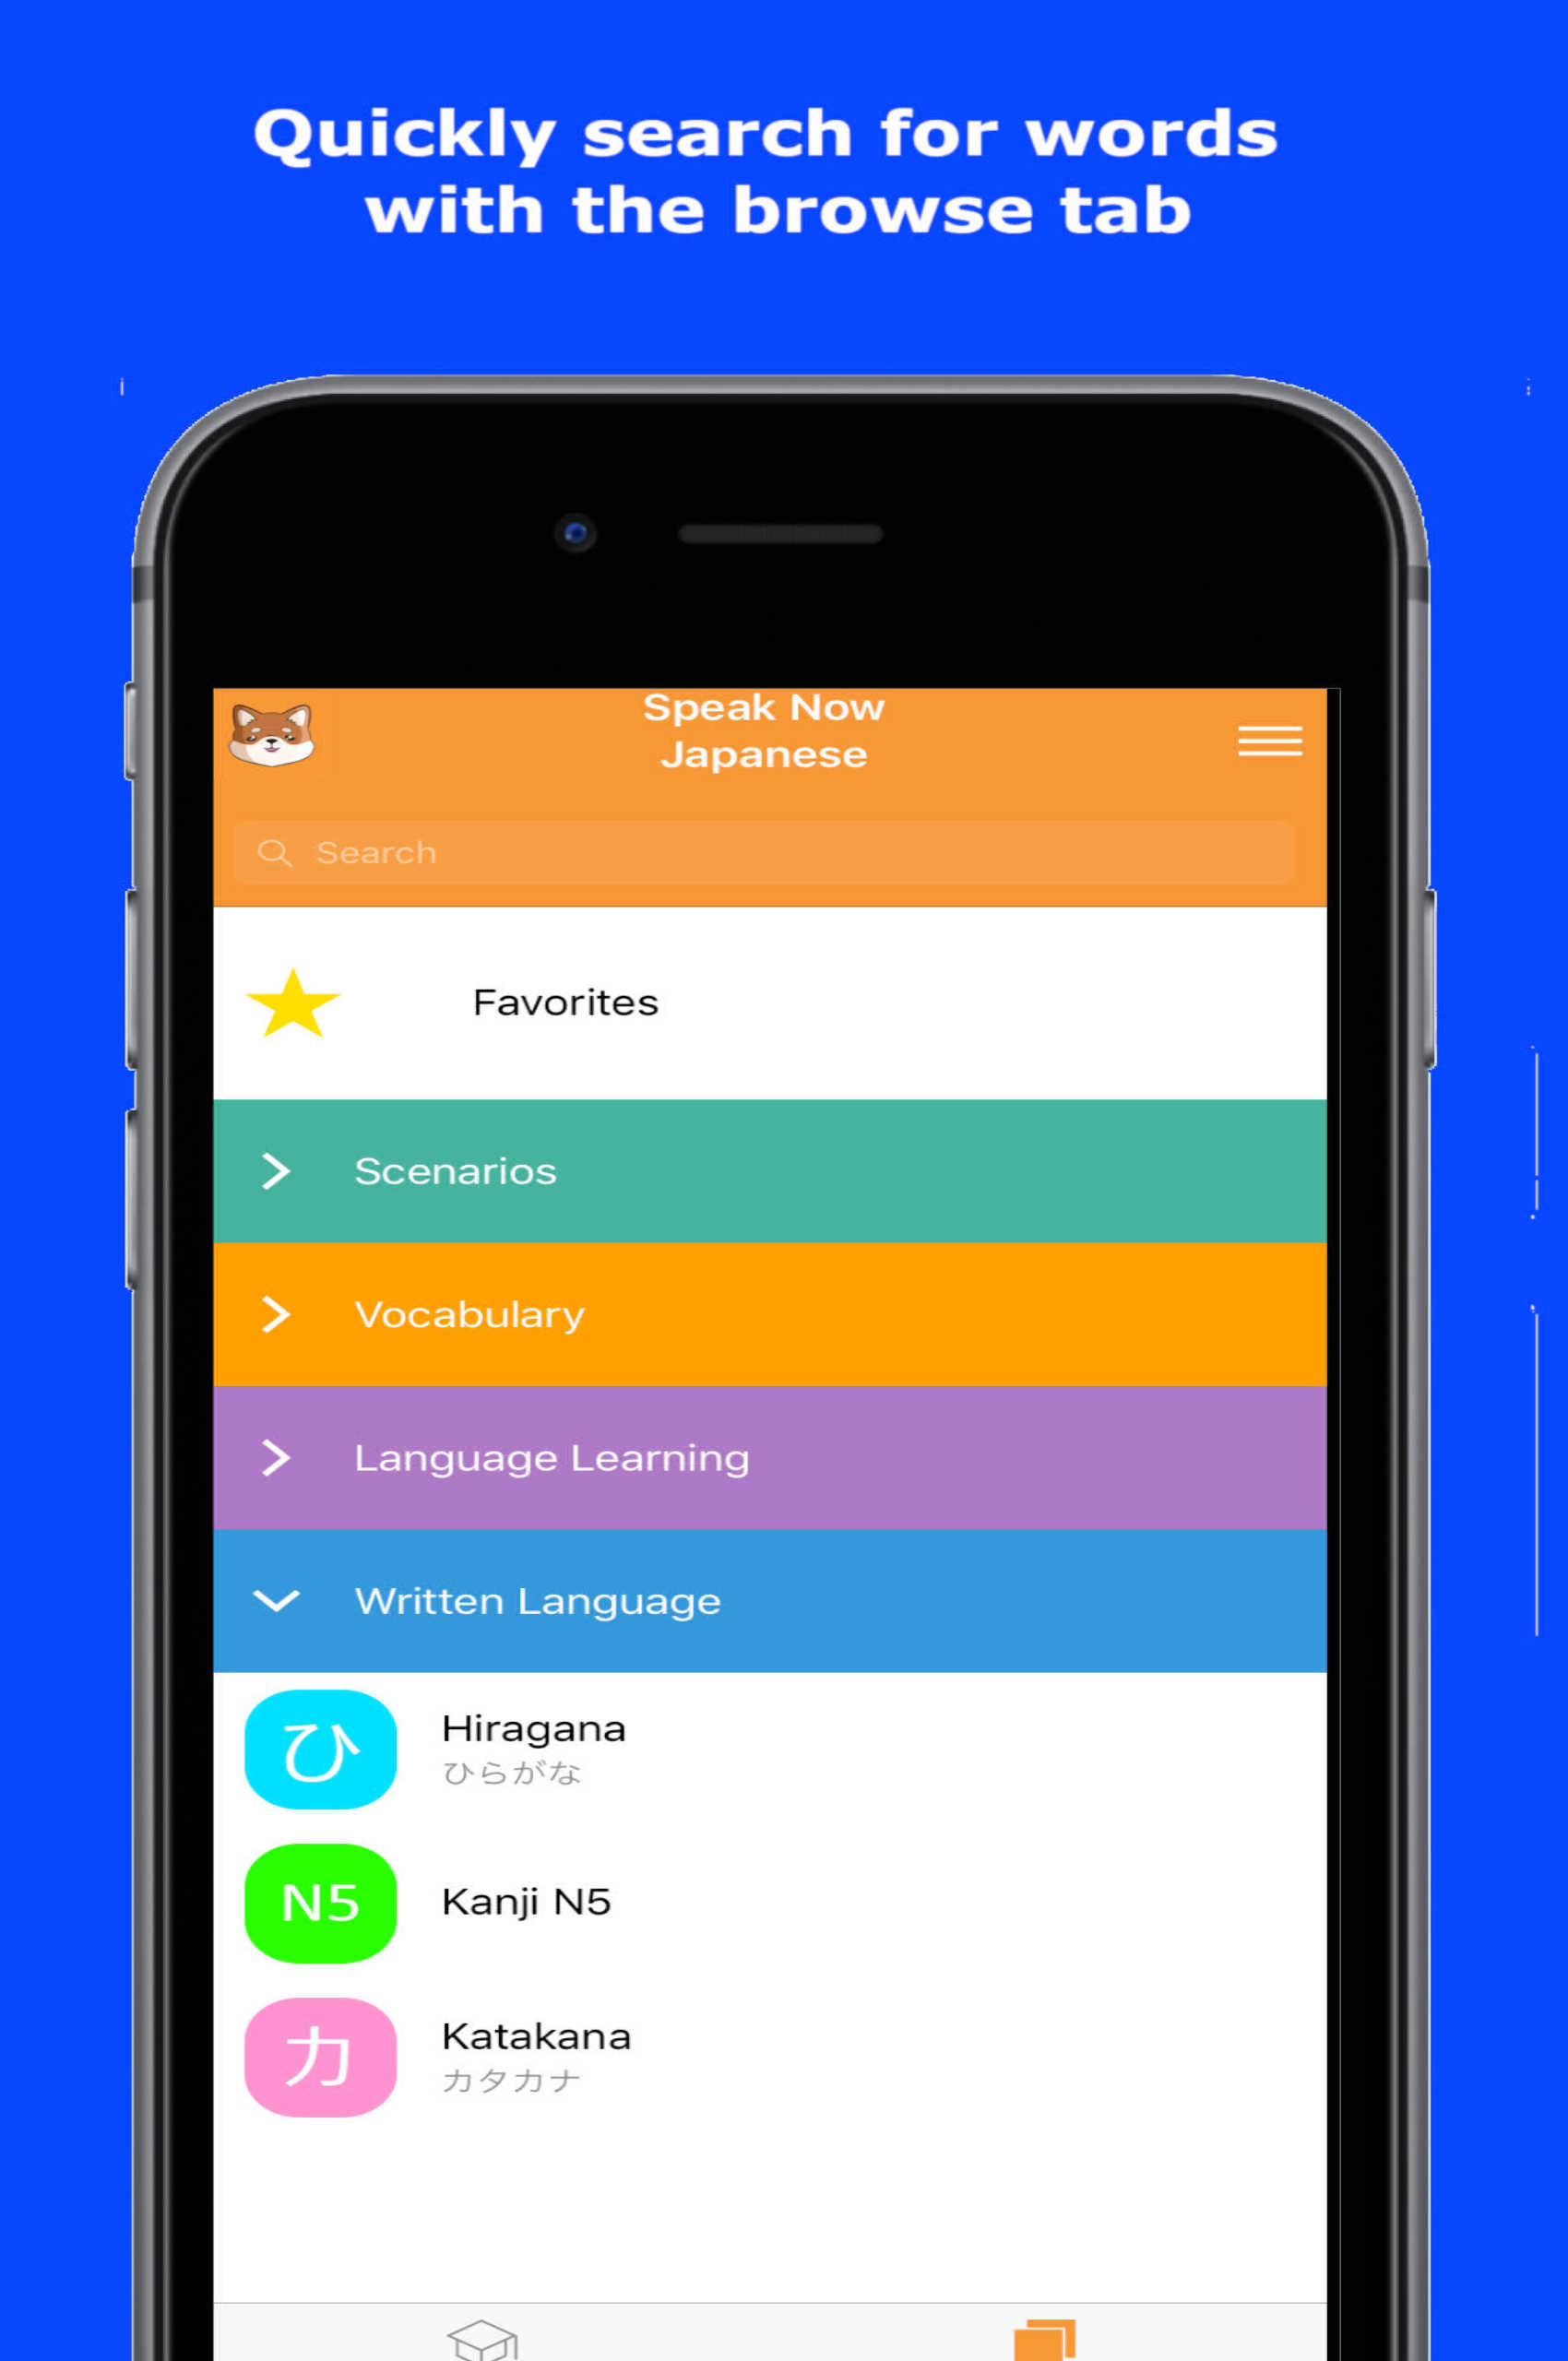 Quickly search for words
with the browse tab
Speak Now
Japanese
Search
Favorites
Scenarios
Vocabulary
Language Learning
Written Language
ひ
Hiragana
ひらがな
N5
Kanji N5
カ
Katakana
カタカナ